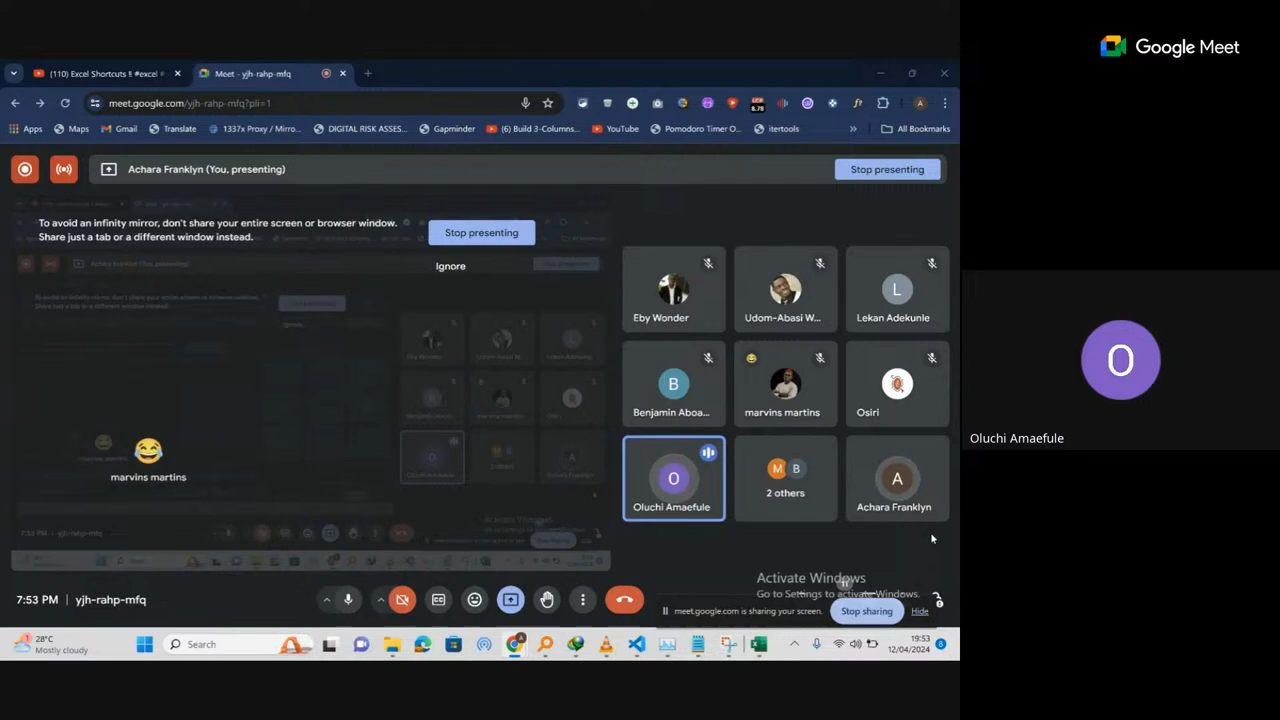 Google Meet
(110) Excel Shortcuts !! #excel #
Meet - yjh-rahp-mfq
meet.google.com/yjh-rahp-mfq?pli=1
8.78
A
Apps
Maps
Gmail
Translate
1337x Proxy / Mirro...
DIGITAL RISK ASSES...
Gapminder
(6) Build 3-Columns...
YouTube
Pomodoro Timer O...
itertools
All Bookmarks
Achara Franklyn (You, presenting)
Stop presenting
To avoid an infinity mirror, don't share your entire screen or browser window.
Share just a tab or a different window instead.
Stop presenting
Ignore
Eby Wonder
Udom-Abasi W...
L
Lekan Adekunle
B
Benjamin Aboa...
marvins martins
Osiri
O
Oluchi Amaefule
M B
2 others
A
Achara Franklyn
marvins martins
O
Oluchi Amaefule
Activate Windows
Go to Settings to activate Windows.
7:53 PM | yjh-rahp-mfq
meet.google.com is sharing your screen.
Stop sharing
Hide
28°C
Mostly cloudy
Search
19:53
12/04/2024
8